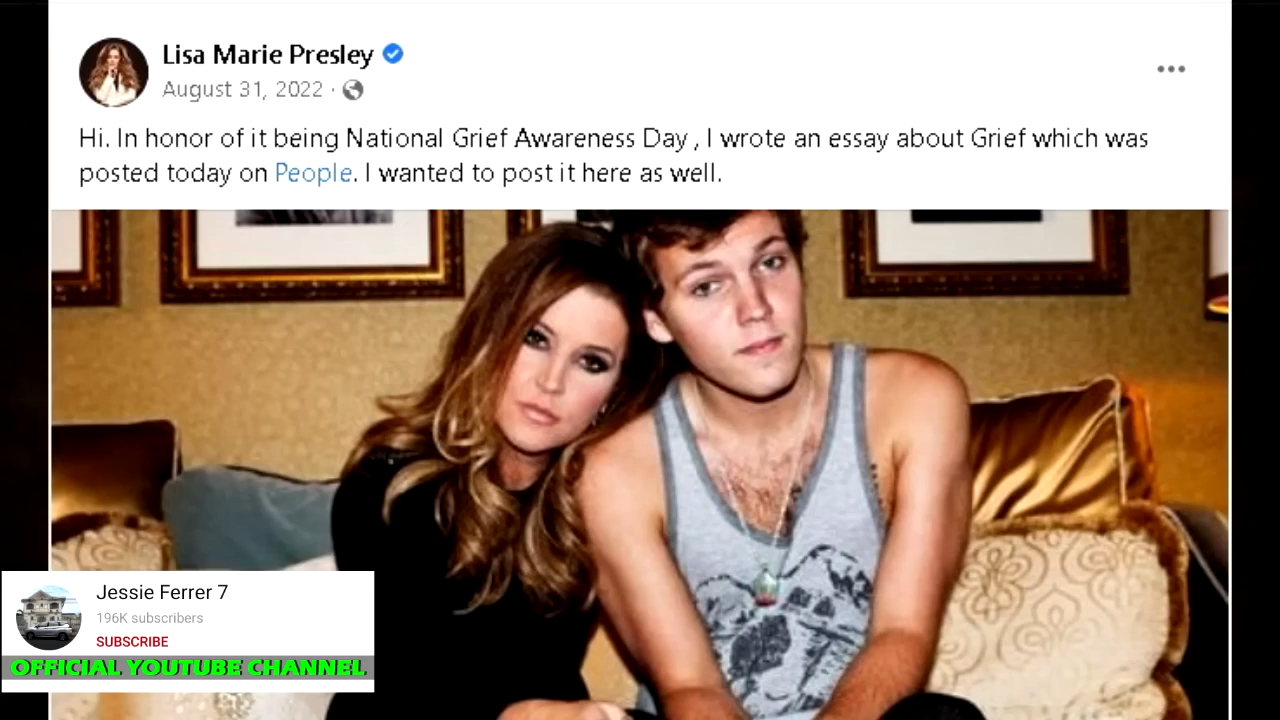 Lisa Marie Presley
August 31, 2022 ·
Hi. In honor of it being National Grief Awareness Day , I wrote an essay about Grief which was
posted today on People. I wanted to post it here as well.
Jessie Ferrer 7
196K subscribers
SUBSCRIBE
OFFICIAL YOUTUBE CHANNEL